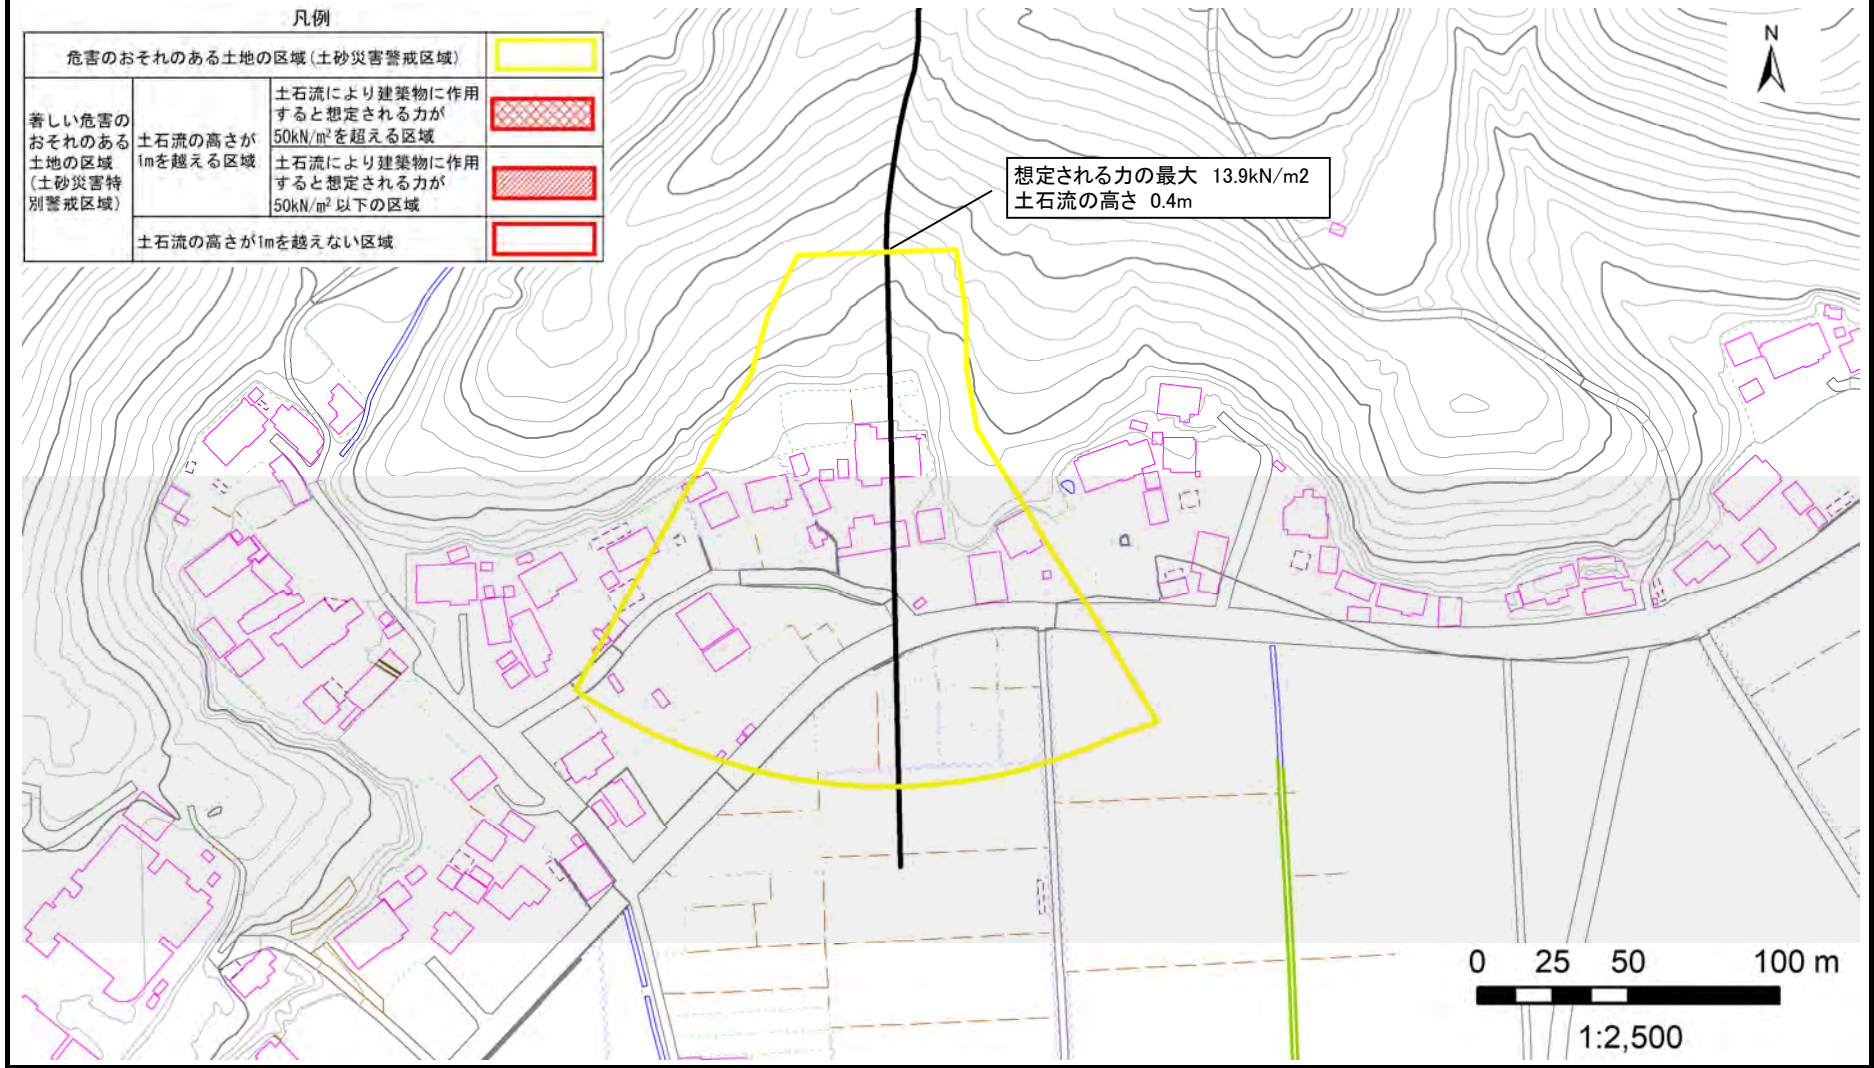 凡例
危害のおそれのある土地の区域(土砂災害警戒区域)
著しい危害の
おそれのある
土地の区域
(土砂災害特
別警戒区域)
土石流の高さが
1mを越える区域
土石流により建築物に作用
すると想定される力が
50kN/m²を超える区域
土石流により建築物に作用
すると想定される力が
50kN/m²以下の区域
土石流の高さが1mを越えない区域
想定される力の最大 13.9kN/m2
土石流の高さ 0.4m
N
0 25 50 100 m
1:2,500